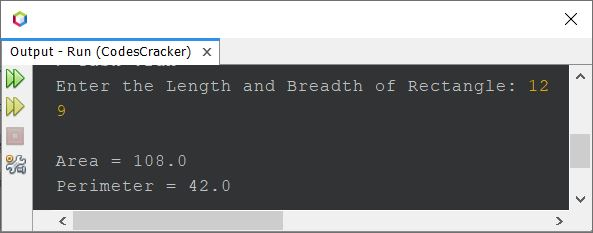 Output - Run (CodesCracker)
Enter the Length and Breadth of Rectangle: 12
9
Area = 108.0
Perimeter = 42.0